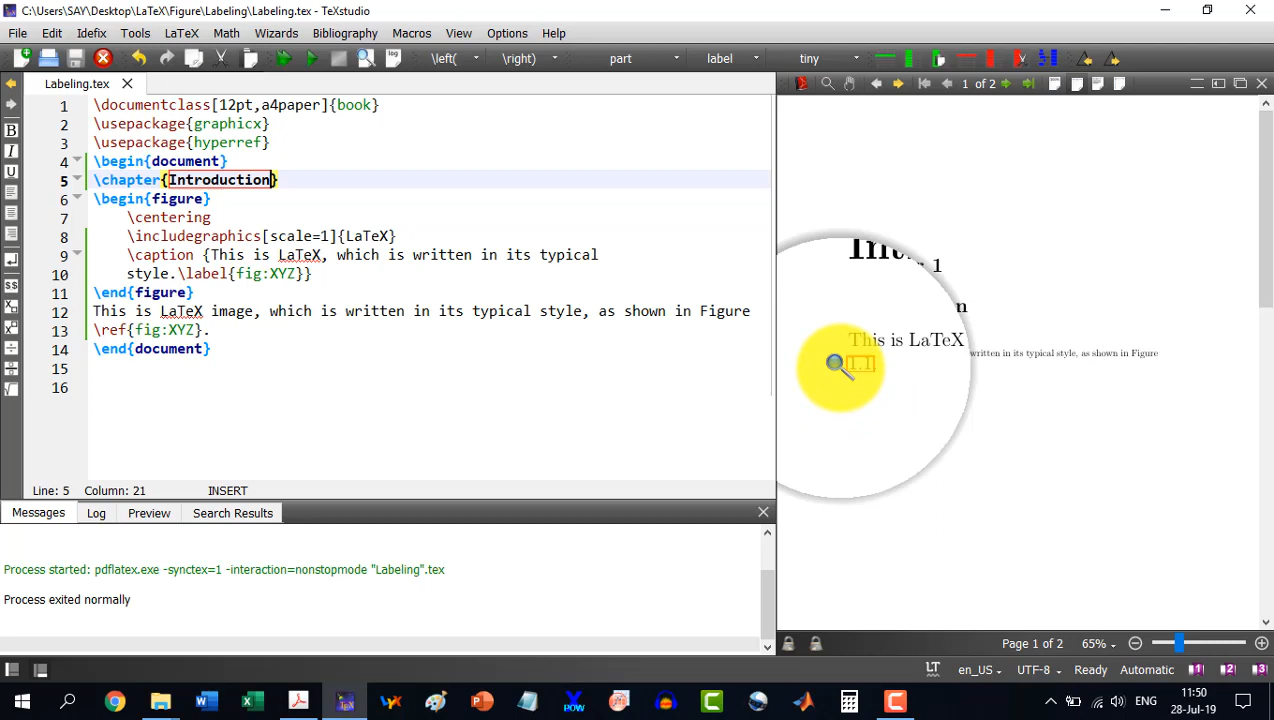 C:\Users\SAY\Desktop\LaTeX\Figure\Labeling\Labeling.tex - TeXstudio
File Edit Idefix Tools LaTeX Math Wizards Bibliography Macros View Options Help
\left( \right) part label tiny
Labeling.tex
1 of 2
1 \documentclass[12pt,a4paper]{book}
2 \usepackage{graphicx}
3 \usepackage{hyperref}
4 \begin{document}
5 \chapter{Introduction}
6 \begin{figure}
7 \centering
8 \includegraphics[scale=1]{LaTeX}
9 \caption {This is LaTeX, which is written in its typical
10 style.\label{fig:XYZ}}
11 \end{figure}
12 This is LaTeX image, which is written in its typical style, as shown in Figure
13 \ref{fig:XYZ}.
14 \end{document}
15
16
1
This is LaTeX
written in its typical style, as shown in Figure
1.1.
Line: 5 Column: 21 INSERT
Messages Log Preview Search Results
Process started: pdflatex.exe -synctex=1 -interaction=nonstopmode "Labeling".tex
Process exited normally
Page 1 of 2 65%
LT en_US UTF-8 Ready Automatic 1 2 3
ENG 11:50
28-Jul-19